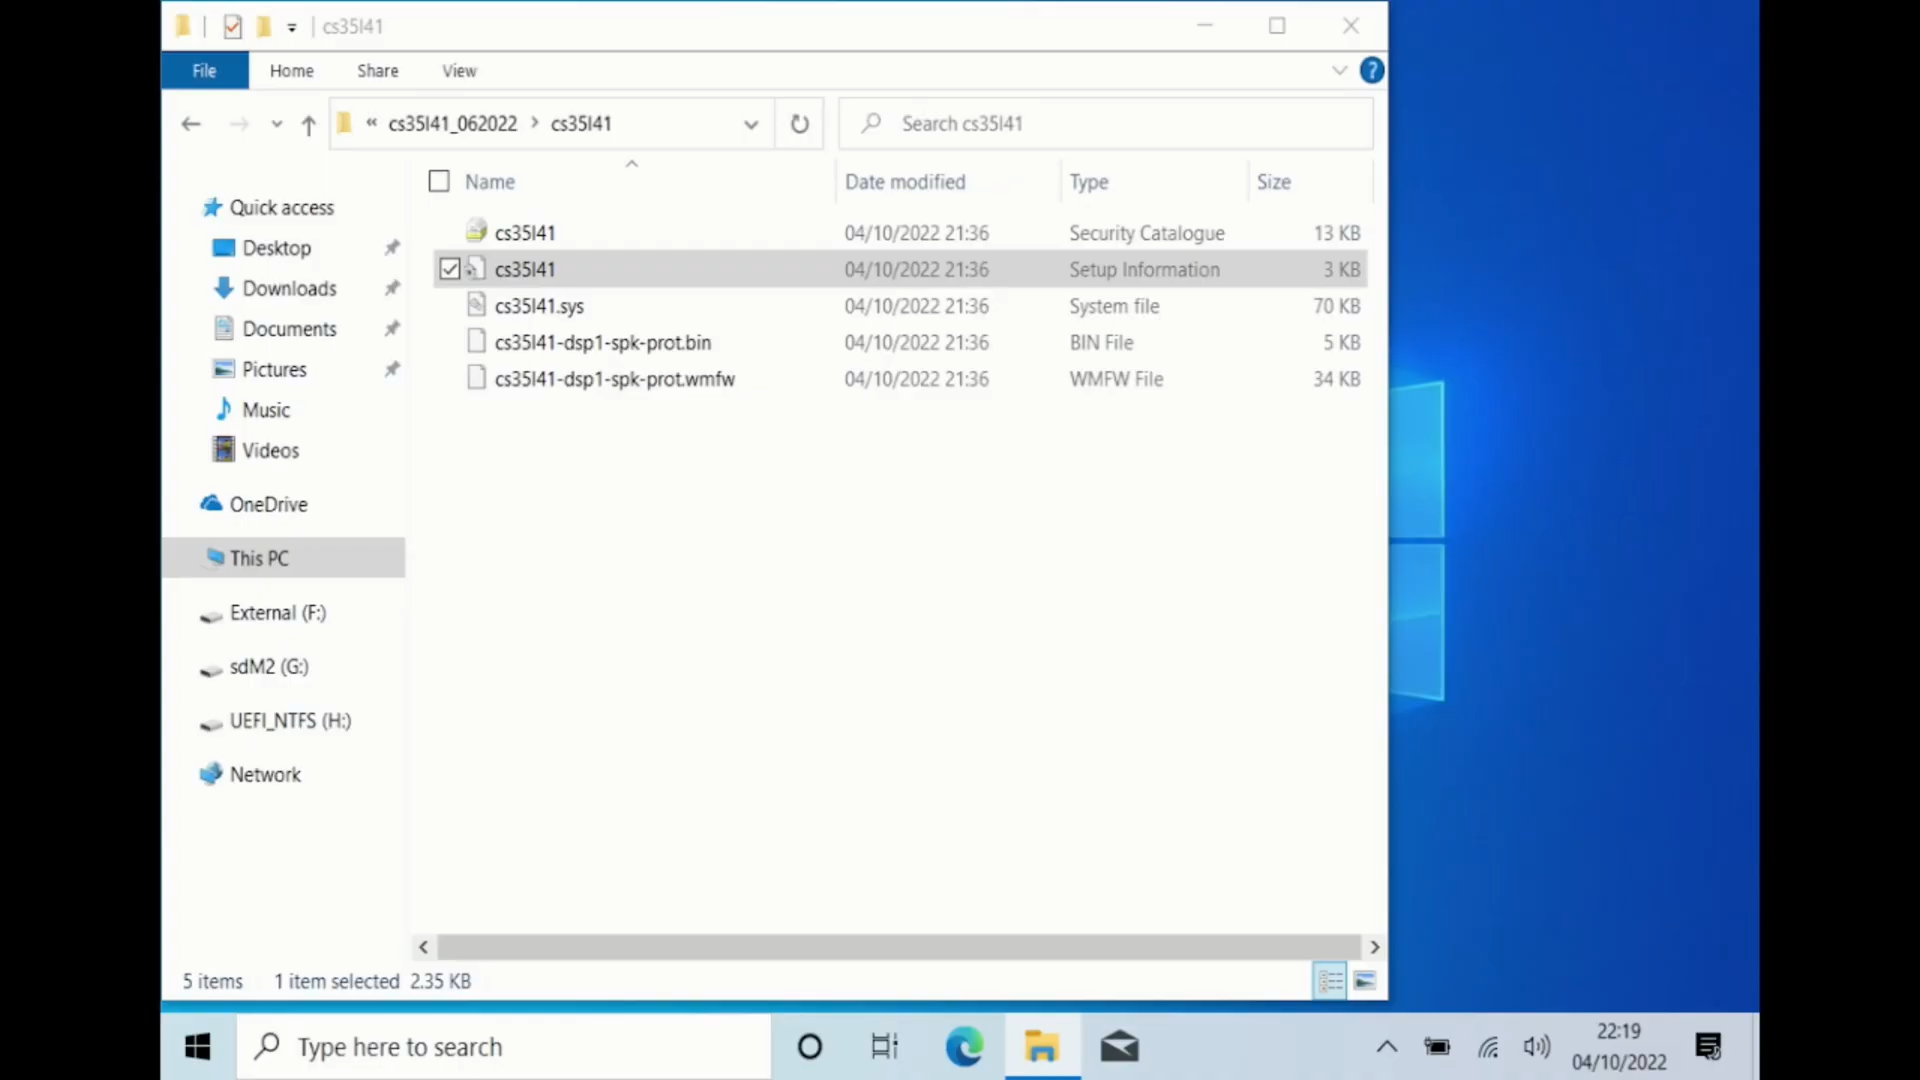 cs35l41
File Home Share View
« cs35l41_062022 › cs35l41
Search cs35l41
Name Date modified Type Size
Quick access
Desktop
Downloads
Documents
Pictures
Music
Videos
OneDrive
This PC
External (F:)
sdM2 (G:)
UEFI_NTFS (H:)
Network
cs35l41 04/10/2022 21:36 Security Catalogue 13 KB
cs35l41 04/10/2022 21:36 Setup Information 3 KB
cs35l41.sys 04/10/2022 21:36 System file 70 KB
cs35l41-dsp1-spk-prot.bin 04/10/2022 21:36 BIN File 5 KB
cs35l41-dsp1-spk-prot.wmfw 04/10/2022 21:36 WMFW File 34 KB
5 items 1 item selected 2.35 KB
Type here to search
22:19
04/10/2022